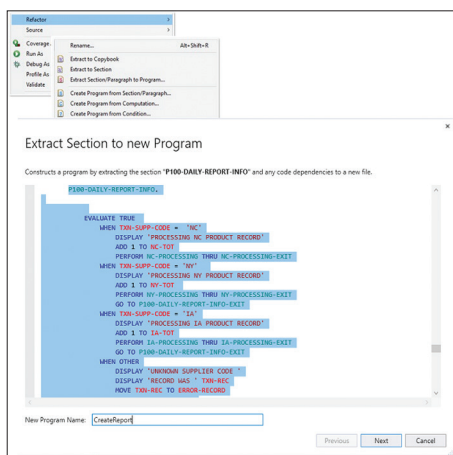 Refactor
Source
Coverage As
Run As
Debug As
Profile As
Validate
Rename... Alt+Shift+R
Extract to Copybook
Extract to Section
Extract Section/Paragraph to Program...
Create Program from Section/Paragraph...
Create Program from Computation...
Create Program from Condition...
Extract Section to new Program
Constructs a program by extracting the section "P100-DAILY-REPORT-INFO" and any code dependencies to a new file.
P100-DAILY-REPORT-INFO.
EVALUATE TRUE
WHEN TXN-SUPP-CODE = 'NC'
DISPLAY 'PROCESSING NC PRODUCT RECORD'
ADD 1 TO NC-TOT
PERFORM NC-PROCESSING THRU NC-PROCESSING-EXIT
WHEN TXN-SUPP-CODE = 'NY'
DISPLAY 'PROCESSING NY PRODUCT RECORD'
ADD 1 TO NY-TOT
PERFORM NY-PROCESSING THRU NY-PROCESSING-EXIT
GO TO P100-DAILY-REPORT-INFO-EXIT
WHEN TXN-SUPP-CODE = 'IA'
DISPLAY 'PROCESSING IA PRODUCT RECORD'
ADD 1 TO IA-TOT
PERFORM IA-PROCESSING THRU IA-PROCESSING-EXIT
GO TO P100-DAILY-REPORT-INFO-EXIT
WHEN OTHER
DISPLAY 'UNKNOWN SUPPLIER CODE '
DISPLAY 'RECORD WAS ' TXN-REC
MOVE TXN-REC TO ERROR-RECORD
New Program Name: CreateReport
Previous Next Cancel